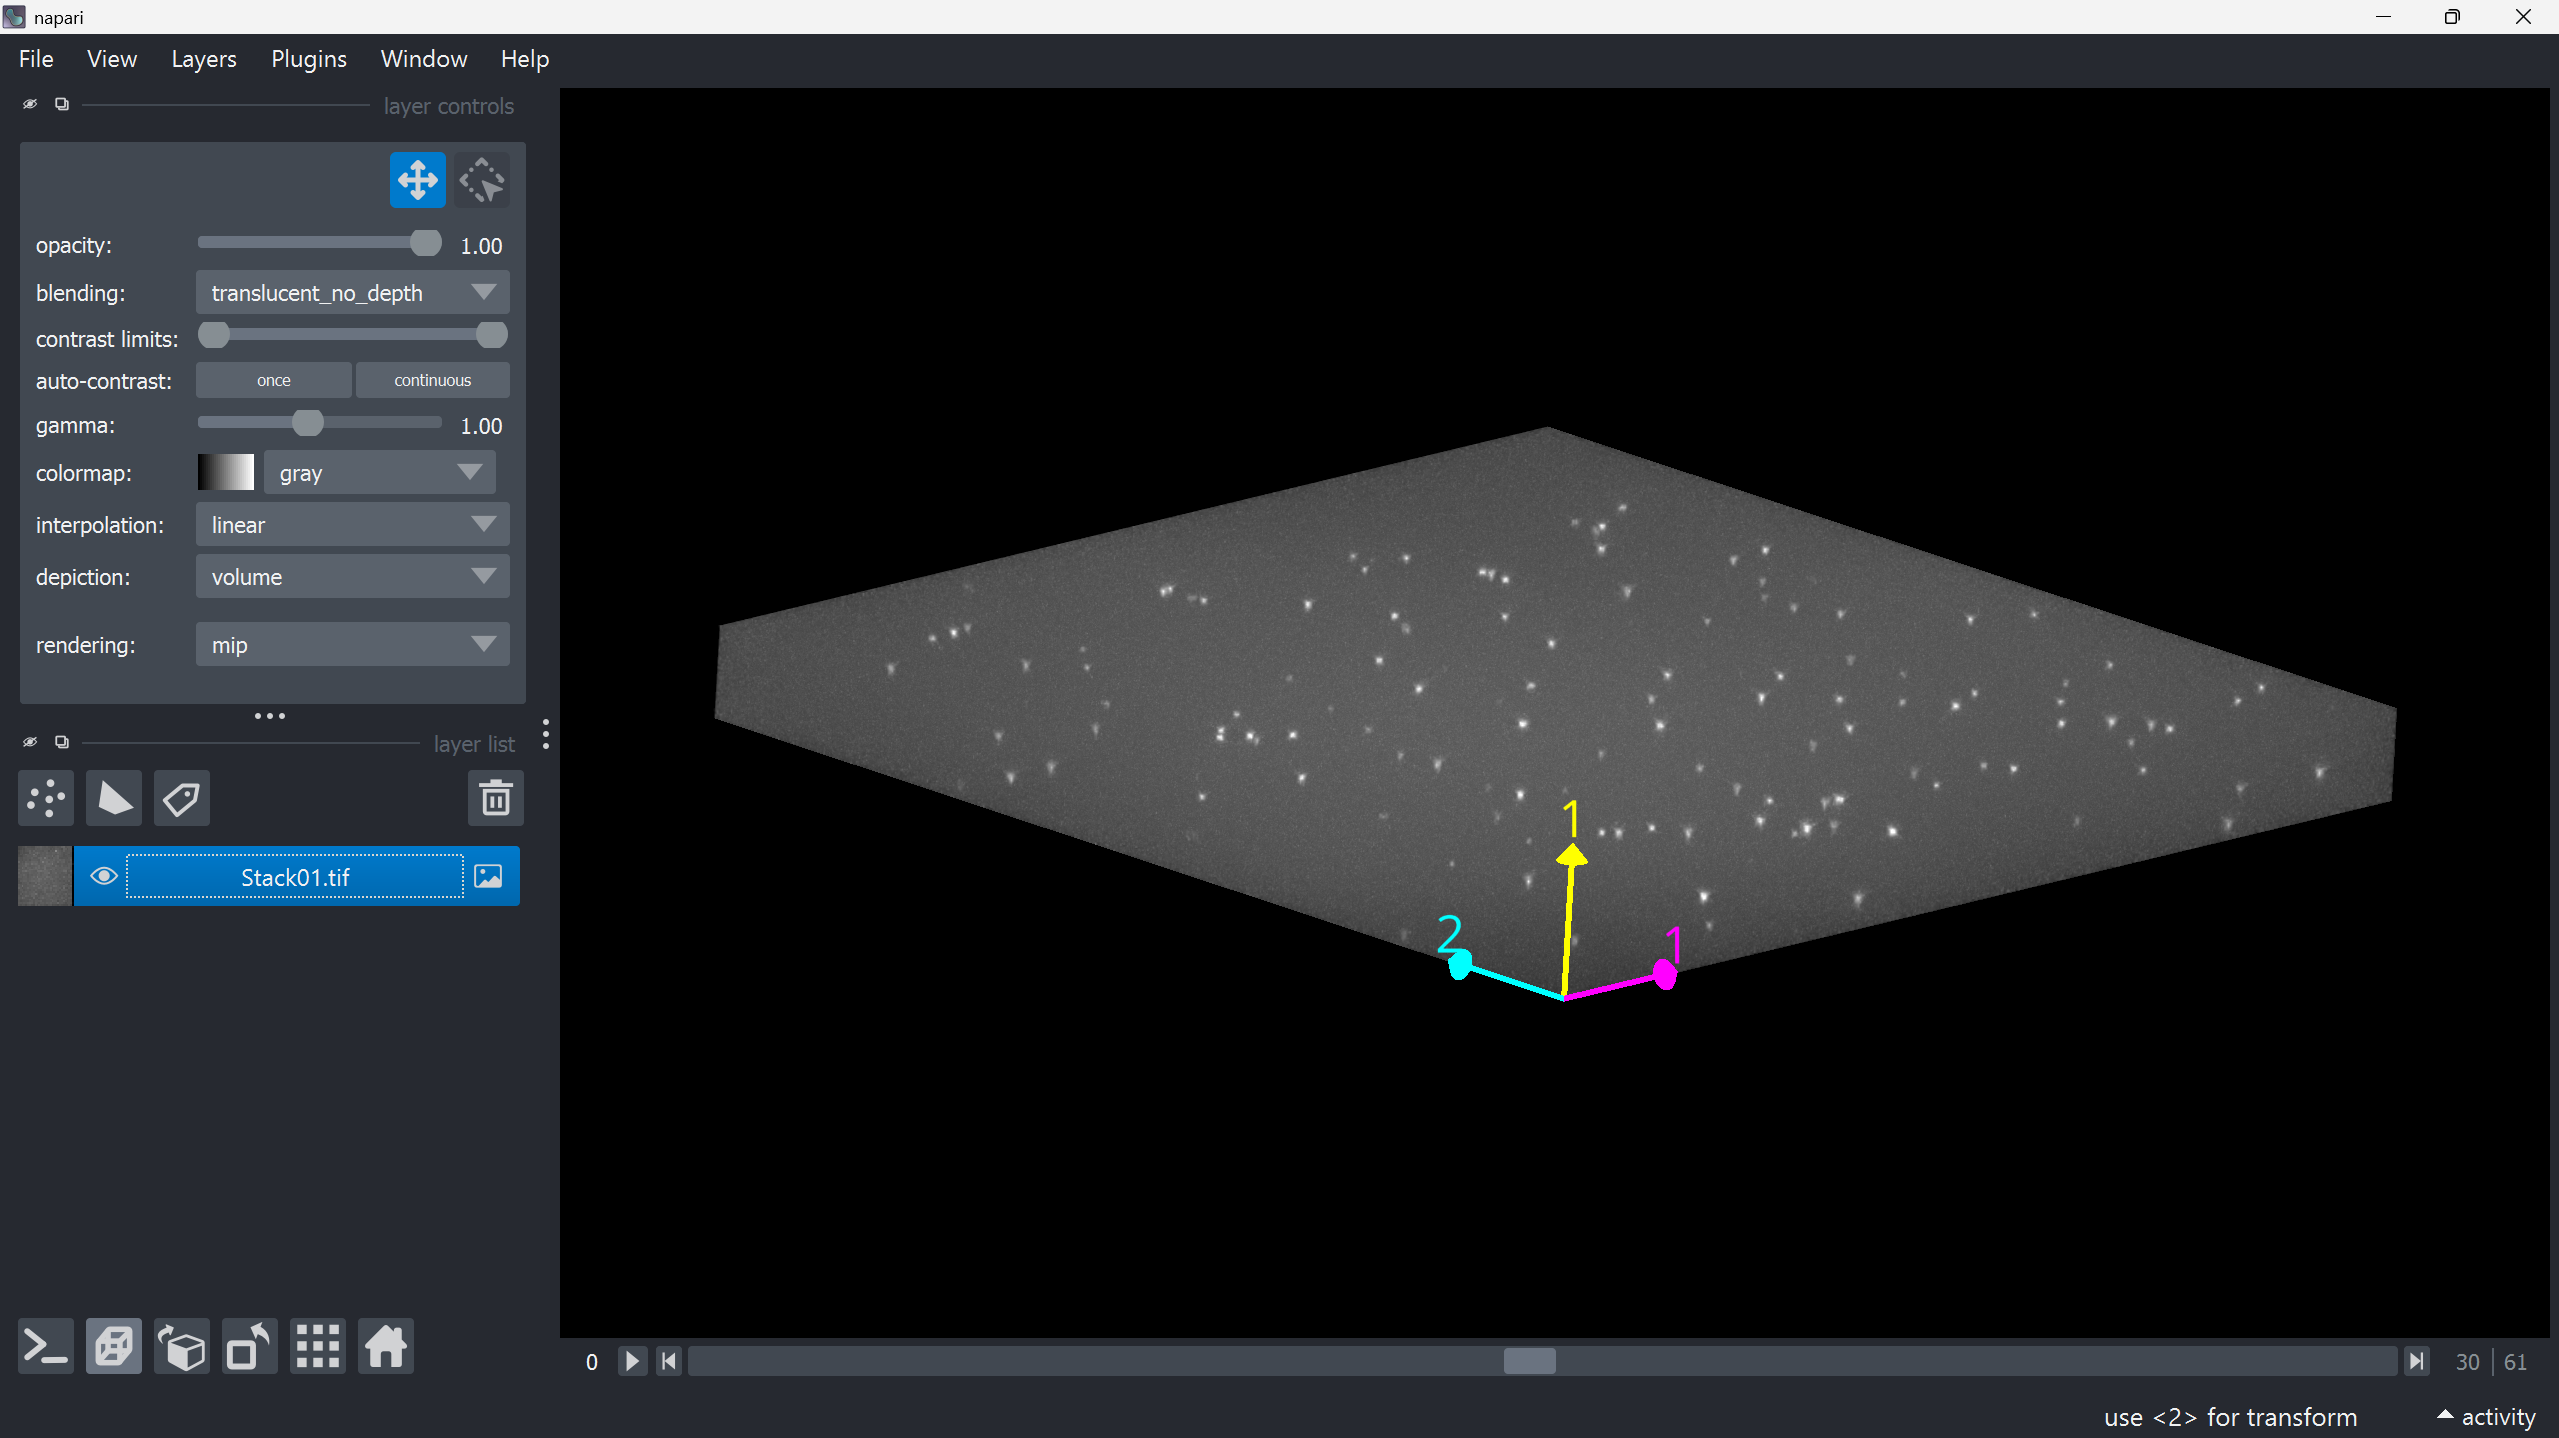 napari
File View Layers Plugins Window Help
layer controls
opacity: 1.00
blending: translucent_no_depth
contrast limits:
auto-contrast: once continuous
gamma: 1.00
colormap: gray
interpolation: linear
depiction: volume
rendering: mip
layer list
Stack01.tif
1
2
1
0 30 61
use <2> for transform activity